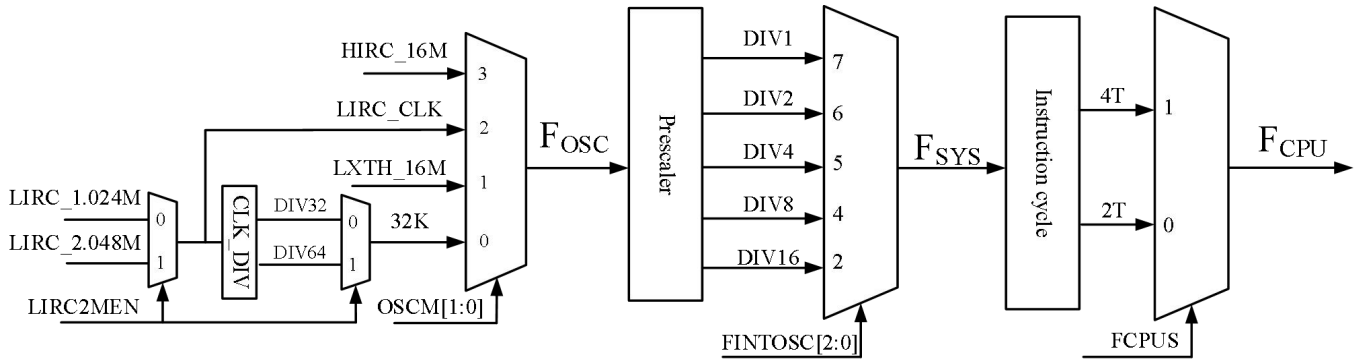 HIRC_16M
3
LIRC_CLK
2
LXTH_16M
1
32K
0
LIRC_1.024M
0
LIRC_2.048M
1
CLK_DIV
DIV32
0
DIV64
1
LIRC2MEN
OSCM[1:0]
FOSC
Prescaler
DIV1
7
DIV2
6
DIV4
5
DIV8
4
DIV16
2
FINTOSC[2:0]
FSYS
Instruction cycle
4T
1
2T
0
FCPUS
FCPU